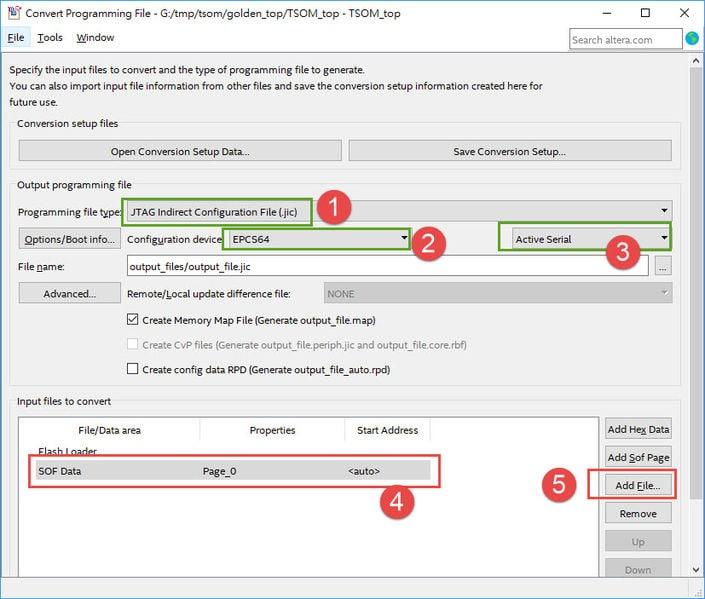 Convert Programming File - G:/tmp/tsom/golden_top/TSOM_top - TSOM_top
File Tools Window
Search altera.com
Specify the input files to convert and the type of programming file to generate.
You can also import input file information from other files and save the conversion setup information created here for
future use.
Conversion setup files
Open Conversion Setup Data... Save Conversion Setup...
Output programming file
Programming file type: JTAG Indirect Configuration File (.jic) 1
Options/Boot info... Configuration device: EPCS64 2 Active Serial 3
File name: output_files/output_file.jic ...
Advanced... Remote/Local update difference file: NONE
Create Memory Map File (Generate output_file.map)
Create CvP files (Generate output_file.periph.jic and output_file.core.rbf)
Create config data RPD (Generate output_file_auto.rpd)
Input files to convert
File/Data area Properties Start Address
Add Hex Data
Flash Loader
Add Sof Page
SOF Data Page_0 <auto>
4
5 Add File...
Remove
Up
Down